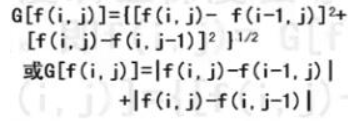 G[f(i, j)]={[f(i, j)- f(i-1, j)]²+
[f(i, j)-f(i, j-1)]² }¹/²
或G[f(i, j)]=|f(i, j)-f(i-1, j)|
+|f(i, j)-f(i, j-1)|